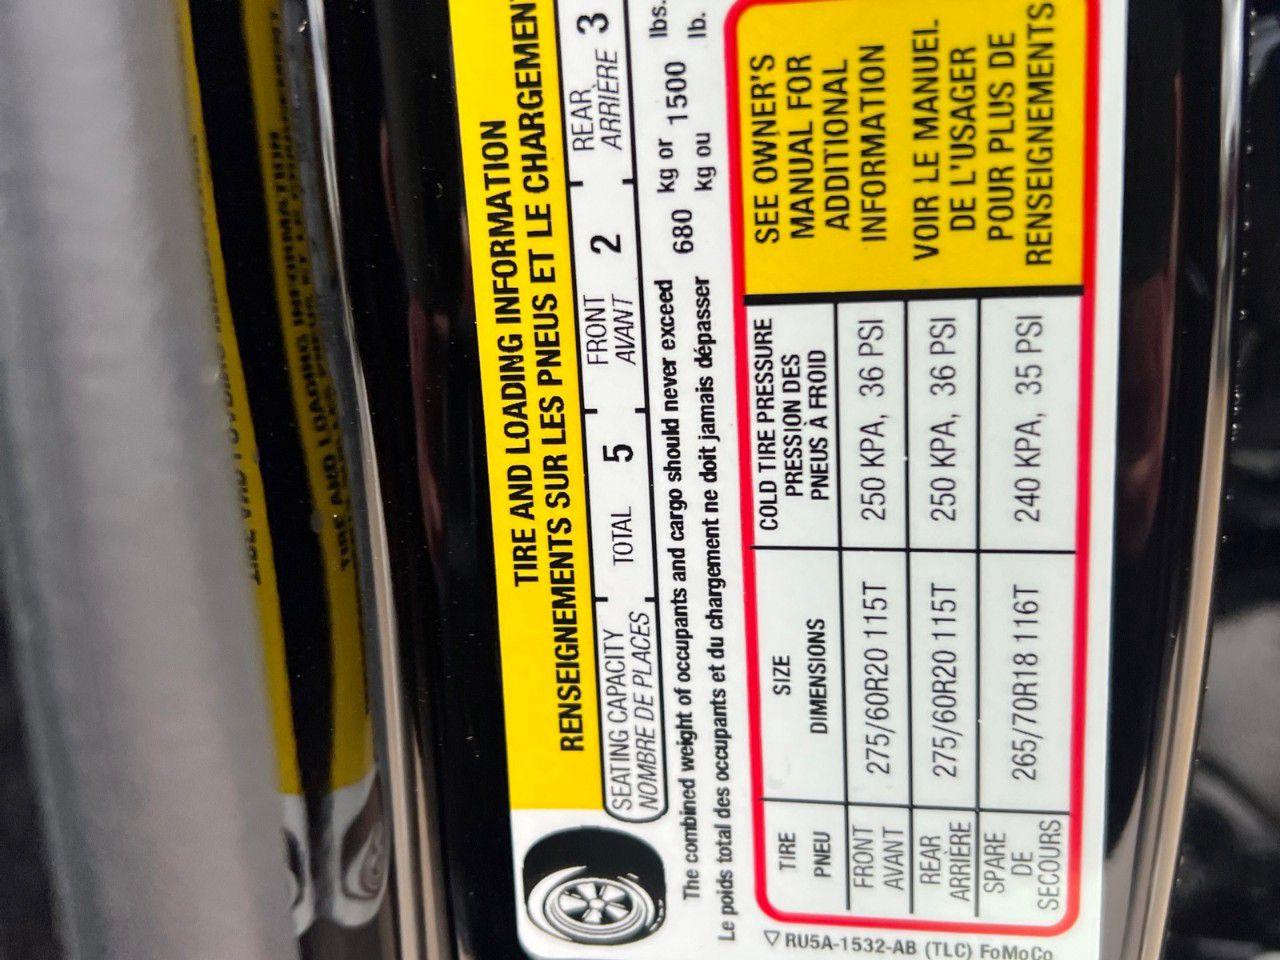 TIRE AND LOADING INFORMATION
RENSEIGNEMENTS SUR LES PNEUS ET LE CHARGEMENT
SEATING CAPACITY TOTAL 5 FRONT 2 REAR 3
NOMBRE DE PLACES AVANT ARRIÈRE
The combined weight of occupants and cargo should never exceed 680 kg or 1500 lbs.
Le poids total des occupants et du chargement ne doit jamais dépasser kg ou lb.
TIRE
PNEU
SIZE
DIMENSIONS
COLD TIRE PRESSURE
PRESSION DES
PNEUS À FROID
SEE OWNER'S
MANUAL FOR
ADDITIONAL
INFORMATION
VOIR LE MANUEL
DE L'USAGER
POUR PLUS DE
RENSEIGNEMENTS
FRONT
AVANT
275/60R20 115T
250 KPA, 36 PSI
REAR
ARRIÈRE
275/60R20 115T
250 KPA, 36 PSI
SPARE
DE
SECOURS
265/70R18 116T
240 KPA, 35 PSI
▽ RU5A-1532-AB (TLC) FoMoCo